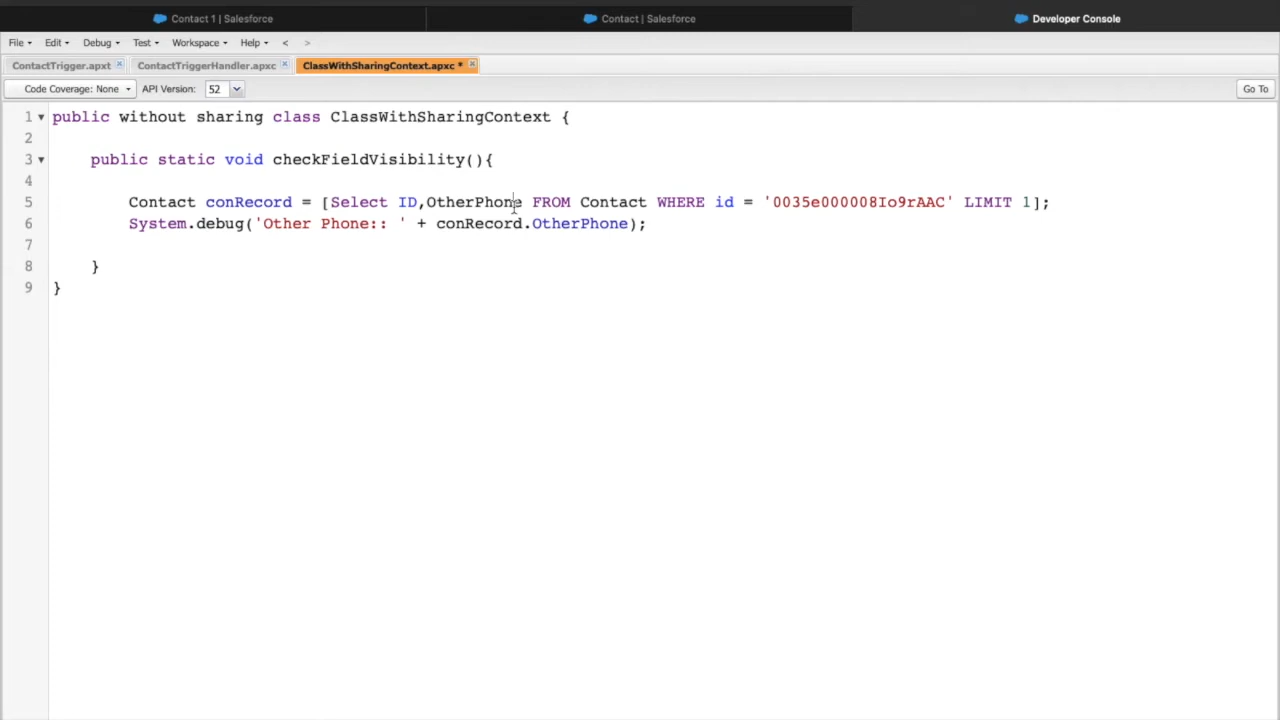 Contact 1 | Salesforce
Contact | Salesforce
Developer Console
File Edit Debug Test Workspace Help < >
ContactTrigger.apxt ContactTriggerHandler.apxc ClassWithSharingContext.apxc *
Code Coverage: None API Version: 52 Go To
1 public without sharing class ClassWithSharingContext {
2
3 public static void checkFieldVisibility(){
4
5 Contact conRecord = [Select ID,OtherPhone FROM Contact WHERE id = '0035e000008Io9rAAC' LIMIT 1];
6 System.debug('Other Phone:: ' + conRecord.OtherPhone);
7
8 }
9 }